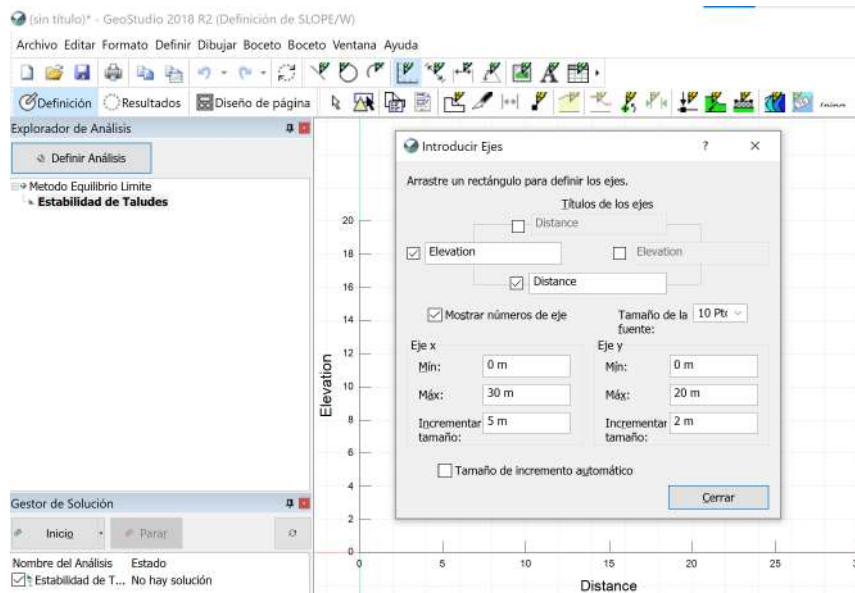 (sin título)* - GeoStudio 2018 R2 (Definición de SLOPE/W)
Archivo Editar Formato Definir Dibujar Boceto Boceto Ventana Ayuda
Definición Resultados Diseño de página
Explorador de Análisis
Definir Análisis
Metodo Equilibrio Limite
Estabilidad de Taludes
Introducir Ejes ? ×
Arrastre un rectángulo para definir los ejes.
Títulos de los ejes
Distance
Elevation Elevation
Distance
Mostrar números de eje
Tamaño de la fuente: 10 Pt
Eje x
Mín: 0 m
Máx: 30 m
Incrementar tamaño: 5 m
Eje y
Mín: 0 m
Máx: 20 m
Incrementar tamaño: 2 m
Tamaño de incremento automático
Cerrar
20
18
16
14
12
10
8
6
4
2
0
Elevation
0 5 10 15 20 25
Distance
Gestor de Solución
Inicio Parar
Nombre del Análisis Estado
Estabilidad de T... No hay solución